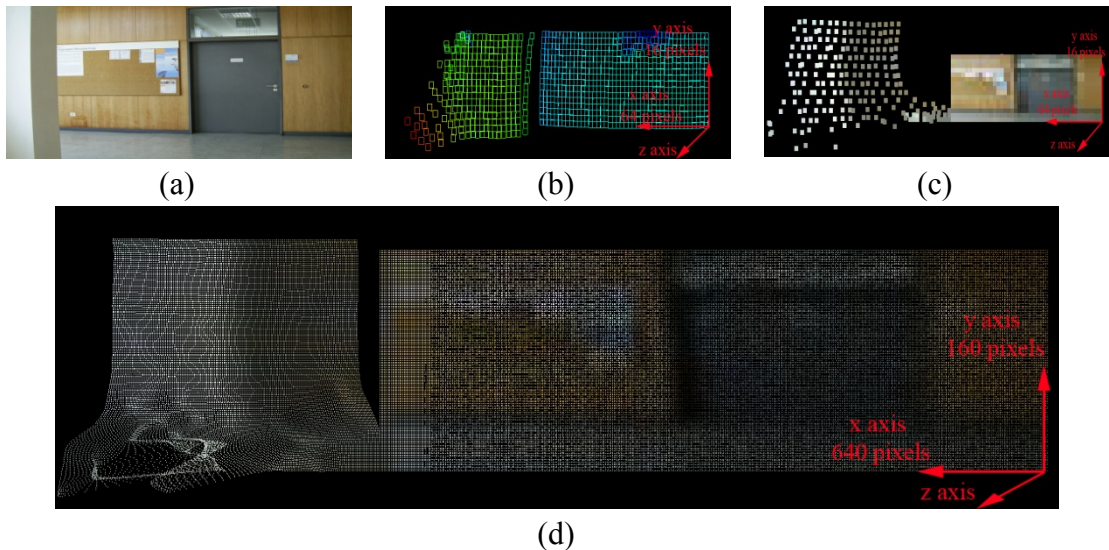 y axis
16 pixels
x axis
64 pixels
z axis
y axis
16 pixels
x axis
64 pixels
z axis
(a)
(b)
(c)
y axis
160 pixels
x axis
640 pixels
z axis
(d)